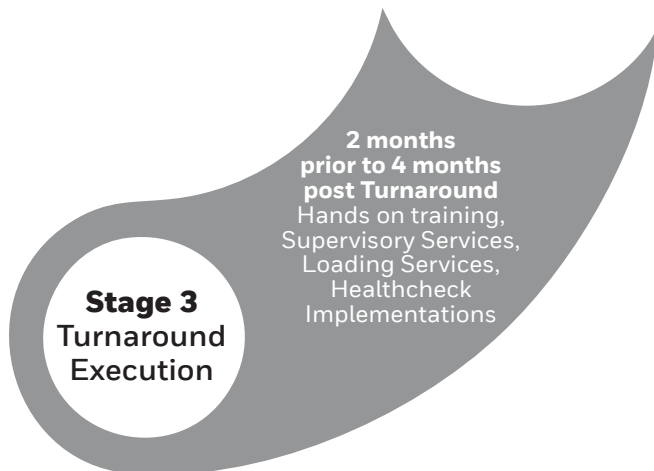 2 months
prior to 4 months
post Turnaround
Hands on training,
Supervisory Services,
Loading Services,
Healthcheck
Implementations
Stage 3
Turnaround
Execution